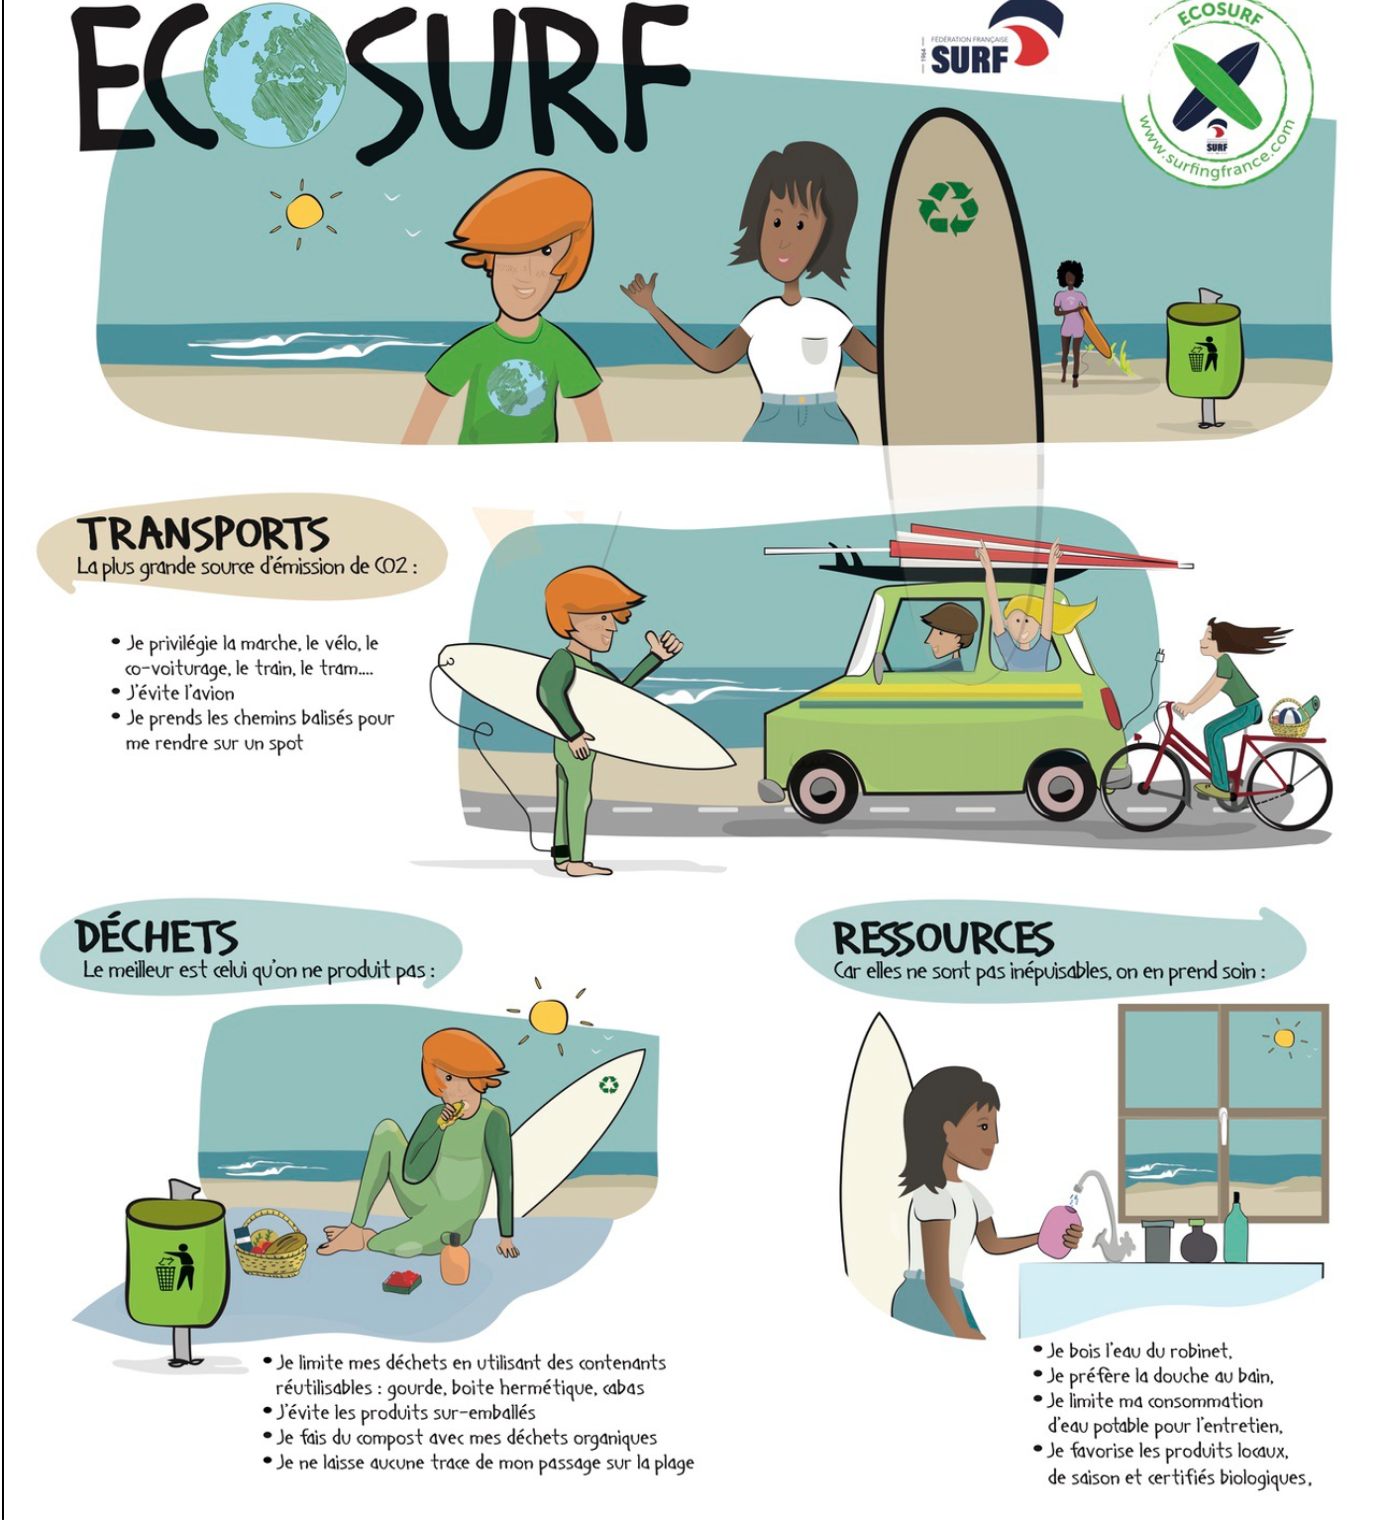 ECOSURF
1964
FÉDÉRATION FRANÇAISE
SURF
ECOSURF
SURF
www.surfingfrance.com
TRANSPORTS
La plus grande source d'émission de CO2 :
• Je privilégie la marche, le vélo, le
co-voiturage, le train, le tram....
• J'évite l'avion
• Je prends les chemins balisés pour
me rendre sur un spot
DÉCHETS
Le meilleur est celui qu'on ne produit pas :
• Je limite mes déchets en utilisant des contenants
réutilisables : gourde, boite hermétique, cabas
• J'évite les produits sur-emballés
• Je fais du compost avec mes déchets organiques
• Je ne laisse aucune trace de mon passage sur la plage
RESSOURCES
Car elles ne sont pas inépuisables, on en prend soin :
• Je bois l'eau du robinet,
• Je préfère la douche au bain,
• Je limite ma consommation
d'eau potable pour l'entretien,
• Je favorise les produits locaux,
de saison et certifiés biologiques,